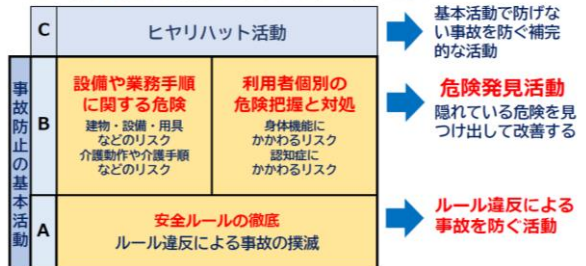 C
ヒヤリハット活動
基本活動で防げな
い事故を防ぐ補完
的な活動
事故防止の基本活動
B
設備や業務手順
に関する危険
建物・設備・用具
などのリスク
介護動作や介護手順
などのリスク
利用者個別の
危険把握と対処
身体機能に
かかわるリスク
認知症に
かかわるリスク
危険発見活動
隠れている危険を見
つけ出して改善する
A
安全ルールの徹底
ルール違反による事故の撲滅
ルール違反による
事故を防ぐ活動